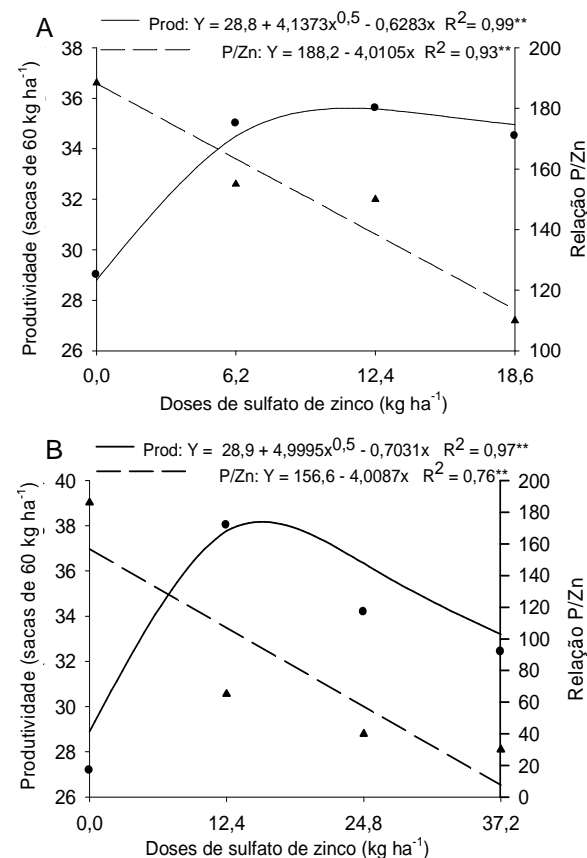 A
Prod: Y = 28,8 + 4,1373x^0,5 - 0,6283x R² = 0,99**
P/Zn: Y = 188,2 - 4,0105x R² = 0,93**
Produtividade (sacas de 60 kg ha⁻¹)
38
36
34
32
30
28
26
200
180
160
140
120
100
Relação P/Zn
0,0 6,2 12,4 18,6
Doses de sulfato de zinco (kg ha⁻¹)
B
Prod: Y = 28,9 + 4,9995x^0,5 - 0,7031x R² = 0,97**
P/Zn: Y = 156,6 - 4,0087x R² = 0,76**
Produtividade (sacas de 60 kg ha⁻¹)
40
38
36
34
32
30
28
26
200
180
160
140
120
100
80
60
40
20
0
Relação P/Zn
0,0 12,4 24,8 37,2
Doses de sulfato de zinco (kg ha⁻¹)